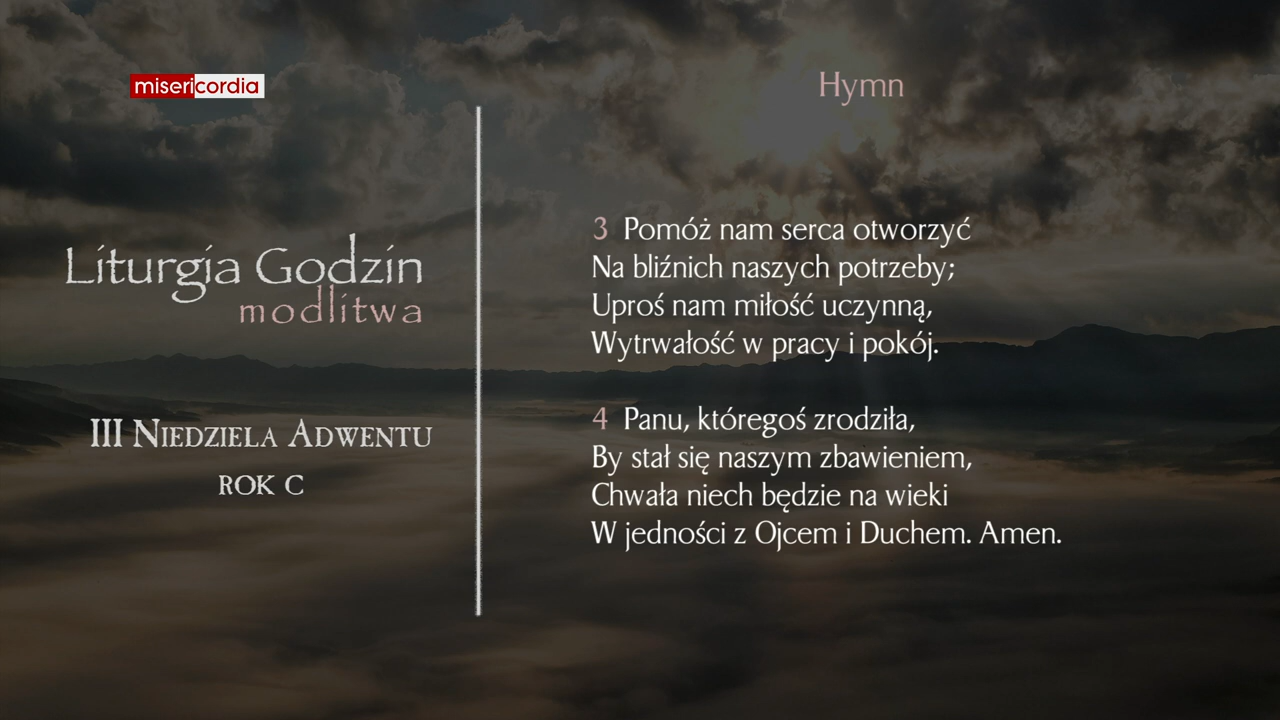 misericordia
Liturgia Godzin
modlitwa
III Niedziela Adwentu
rok C
Hymn
3 Pomóż nam serca otworzyć
Na bliźnich naszych potrzeby;
Uproś nam miłość uczynną,
Wytrwałość w pracy i pokój.
4 Panu, któregoś zrodziła,
By stał się naszym zbawieniem,
Chwała niech będzie na wieki
W jedności z Ojcem i Duchem. Amen.